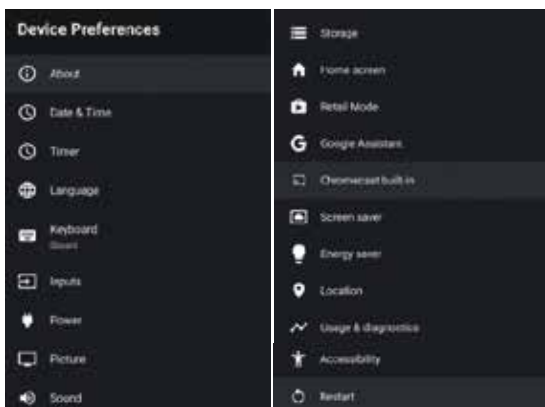 Device Preferences
About
Date & Time
Timer
Language
Keyboard
Gboard
Inputs
Power
Picture
Sound
Storage
Home screen
Retail Mode
Google Assistant
Chromecast built-in
Screen saver
Energy saver
Location
Usage & diagnostics
Accessibility
Restart